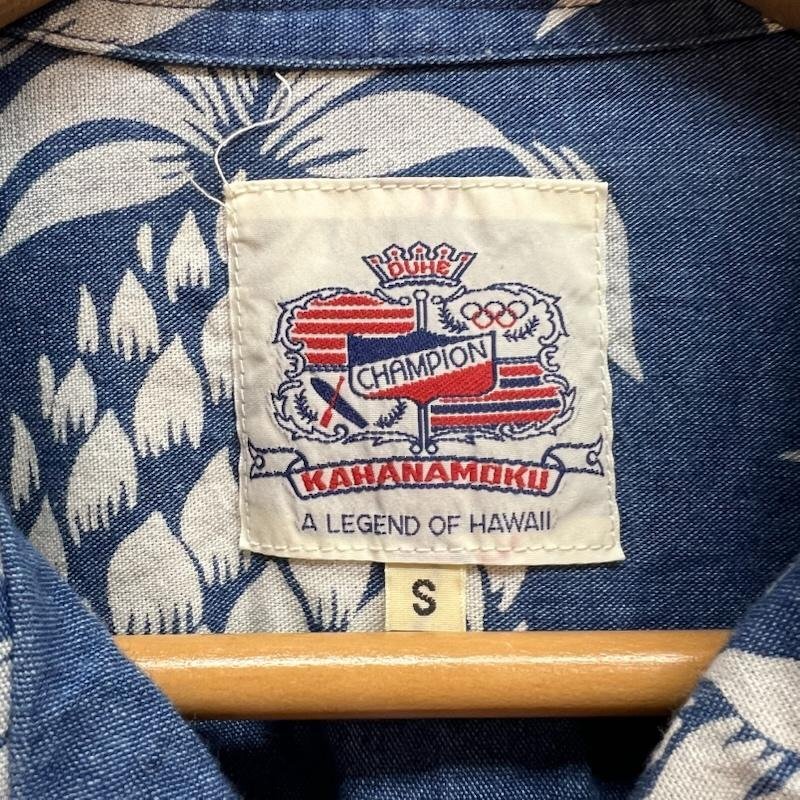 DUKE
CHAMPION
KAHANAMOKU
A LEGEND OF HAWAII
S